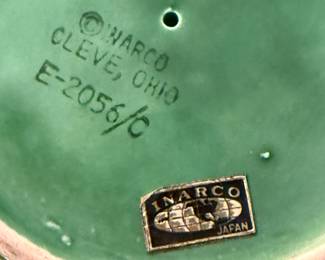 © INARCO
CLEVE, OHIO
E-2056/C
INARCO
JAPAN